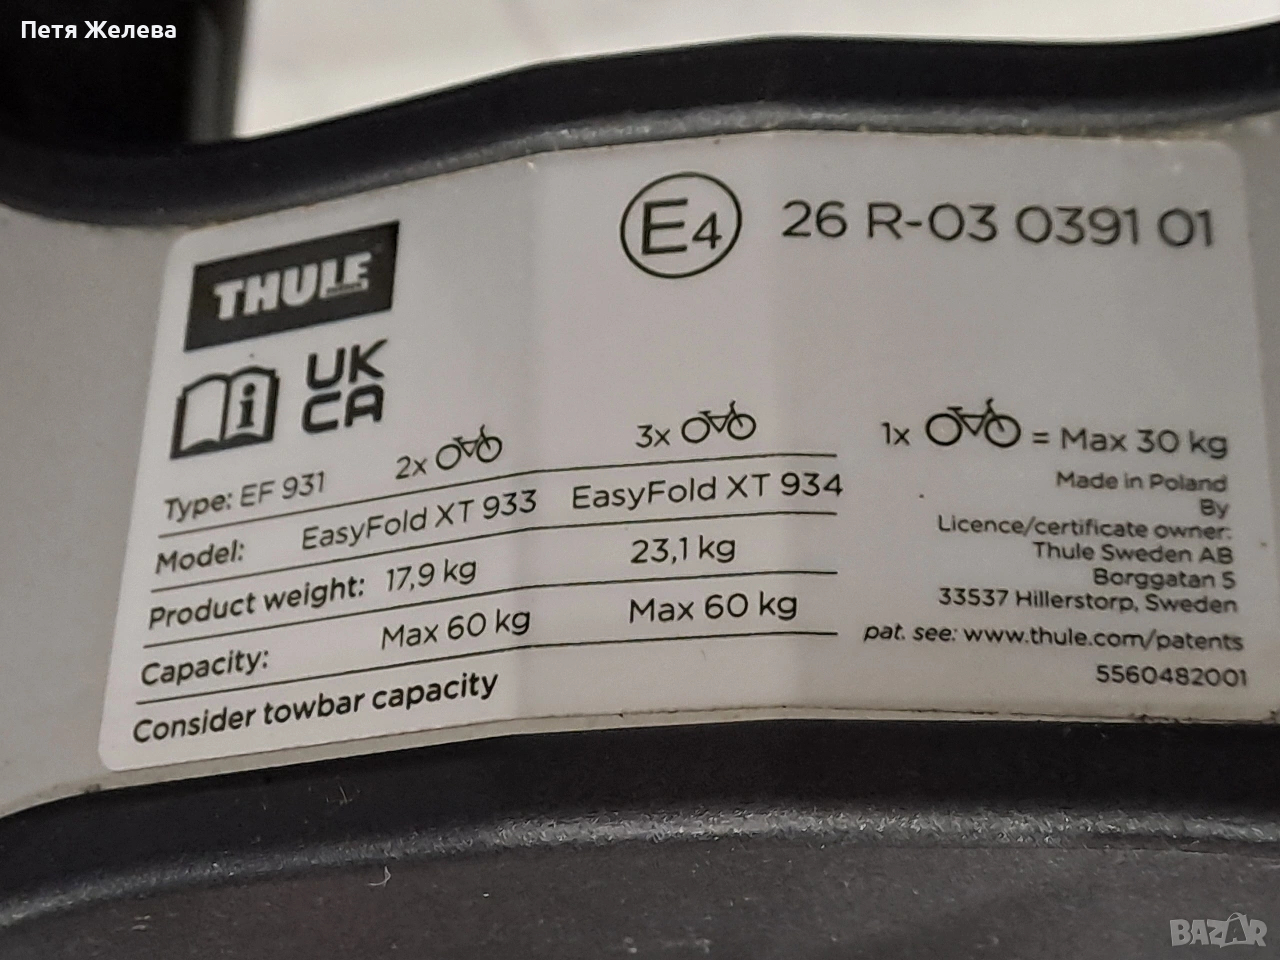 Петя Желева
THULE
SWEDEN
UK
CA
E4 26 R-03 0391 01
Type: EF 931 2x 3x 1x = Max 30 kg
Model: EasyFold XT 933 EasyFold XT 934
Product weight: 17,9 kg 23,1 kg
Capacity: Max 60 kg Max 60 kg
Consider towbar capacity
Made in Poland
By
Licence/certificate owner:
Thule Sweden AB
Borggatan 5
33537 Hillerstorp, Sweden
pat. see: www.thule.com/patents
5560482001
BAZAR